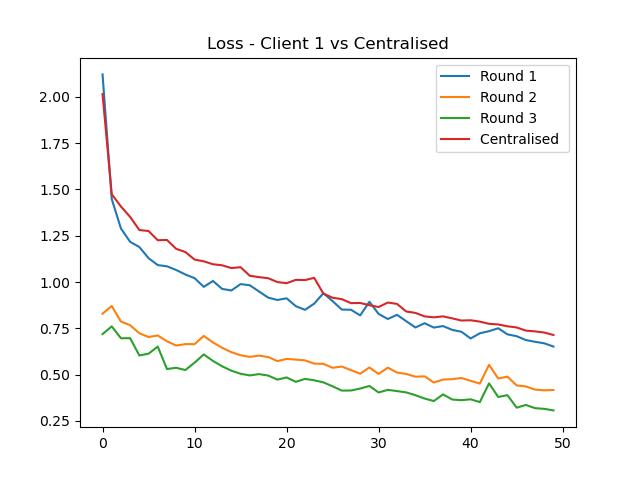 Loss - Client 1 vs Centralised
Round 1
Round 2
Round 3
Centralised
2.00
1.75
1.50
1.25
1.00
0.75
0.50
0.25
0 10 20 30 40 50